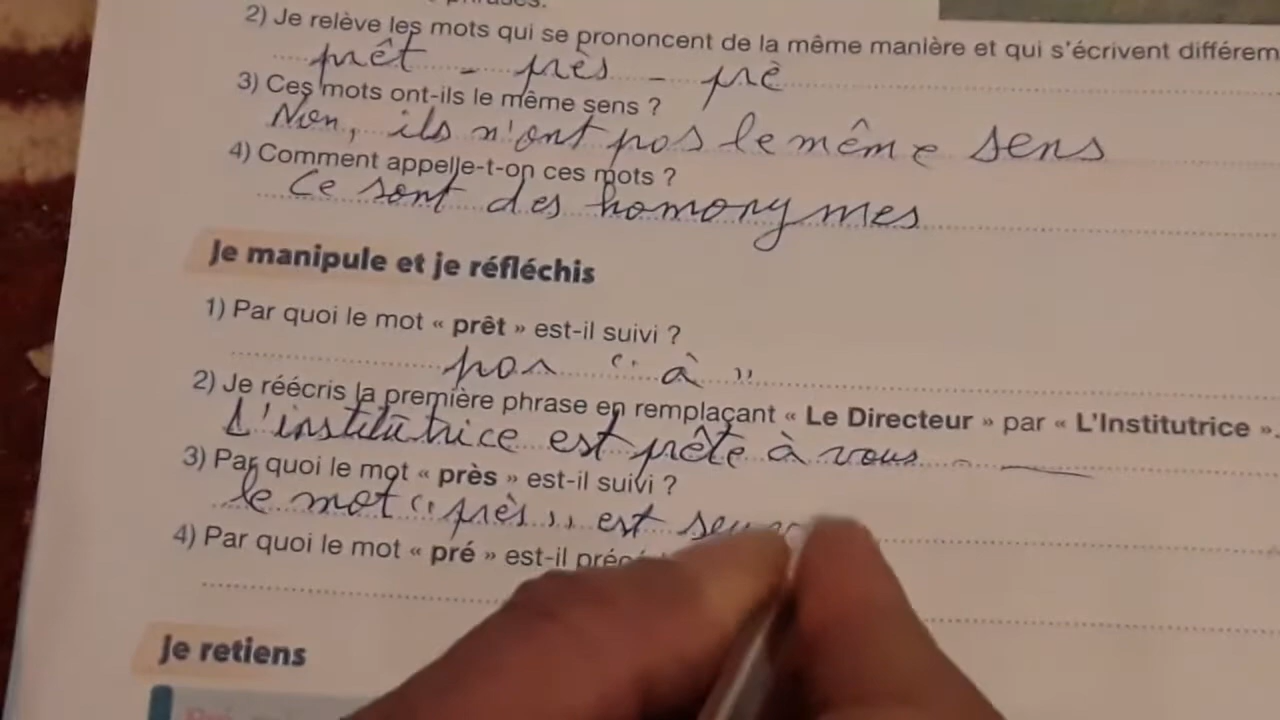 2) Je relève les mots qui se prononcent de la même manière et qui s'écrivent différem
prêt - près - prè
3) Ces mots ont-ils le même sens ?
Non, ils n'ont pas le même sens
4) Comment appelle-t-on ces mots ?
Ce sont des homonymes
Je manipule et je réfléchis
1) Par quoi le mot « prêt » est-il suivi ?
par " à "
2) Je réécris la première phrase en remplaçant « Le Directeur » par « L'Institutrice ».
L'institutrice est prête à vous
3) Par quoi le mot « près » est-il suivi ?
le mot " près " est
4) Par quoi le mot « pré » est-il
Je retiens